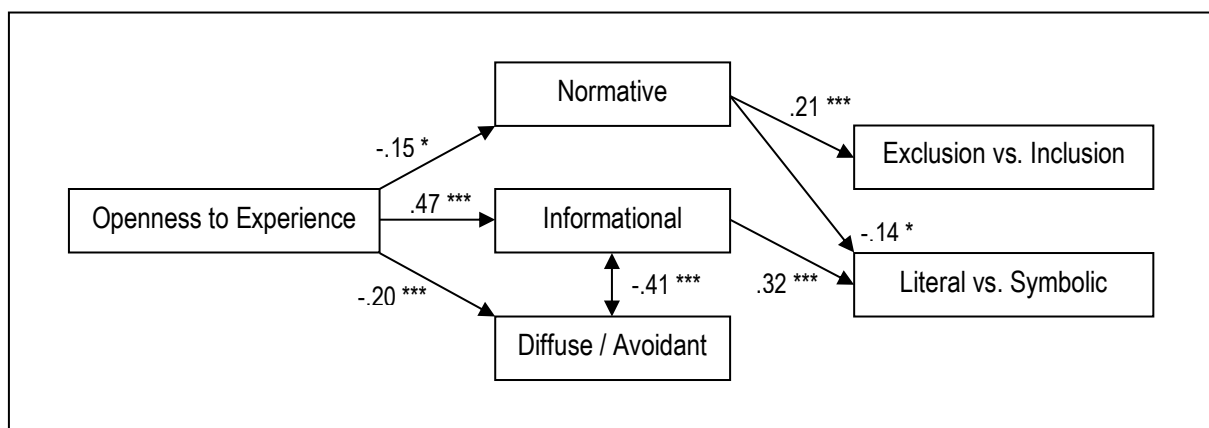 Normative
.21 ***
-.15 *
Exclusion vs. Inclusion
Openness to Experience
.47 ***
Informational
-.14 *
-.20 ***
-.41 ***
.32 ***
Literal vs. Symbolic
Diffuse / Avoidant